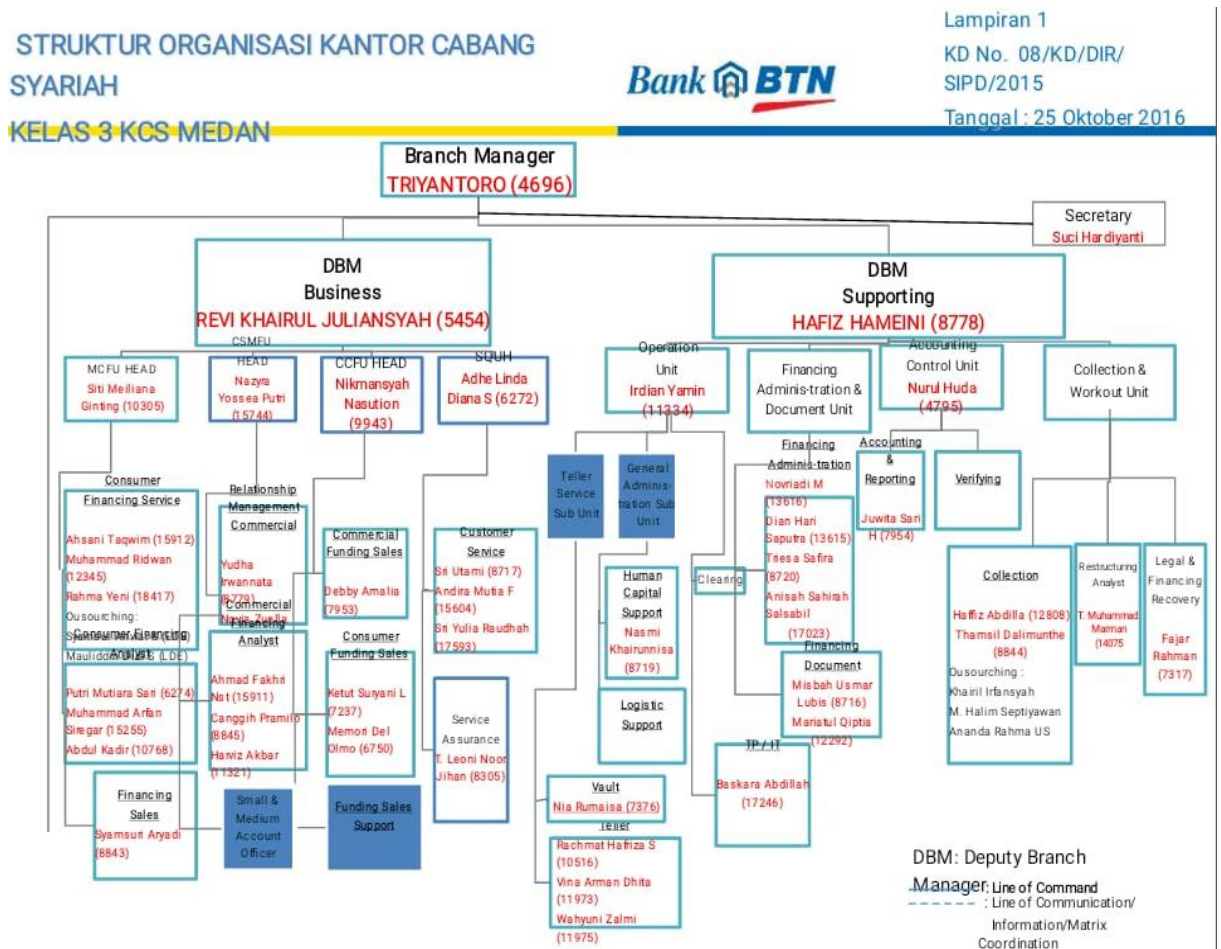 STRUKTUR ORGANISASI KANTOR CABANG
SYARIAH
KELAS 3 KCS MEDAN
Bank BTN
Lampiran 1
KD No. 08/KD/DIR/
SIPD/2015
Tanggal : 25 Oktober 2016
Branch Manager
TRIYANTORO (4696)
Secretary
Suci Hardiyanti
DBM
Business
REVI KHAIRUL JULIANSYAH (5454)
DBM
Supporting
HAFIZ HAMEINI (8778)
MCFU HEAD
Siti Meiliana
Ginting (10305)
CSMFU
HEAD
Nazyra
Yossea Putri
(15744)
CCFU HEAD
Nikmansyah
Nasution
(9943)
SQUH
Adhe Linda
Diana S (6272)
Operation
Unit
Irdian Yamin
(11334)
Financing
Adminis-tration &
Document Unit
Accounting
Control Unit
Nurul Huda
(4795)
Collection &
Workout Unit
Consumer
Financing Service
Ahsani Taqwim (15912)
Muhammad Ridwan
(12345)
Rahma Yeni (18417)
Ousourching :
(LDE)
Mauliddin S (LDE)
Consumer Financing
Analyst
Putri Mutiara Sari (6274)
Muhammad Arfan
Siregar (15255)
Abdul Kadir (10768)
Financing
Sales
Syamsuri Aryadi
(8843)
Relationship
Management
Commercial
Yudha
Irwannata
(8779)
Navia Zuella
Commercial
Financing
Analyst
Ahmad Fakhri
Nst (15911)
Canggih Pramilo
(8845)
Harviz Akbar
(11321)
Small &
Medium
Account
Officer
Commercial
Funding Sales
Debby Amalia
(7953)
Consumer
Funding Sales
Ketut Suryani L
(7237)
Memori Del
Olmo (6750)
Funding Sales
Support
Customer
Service
Sri Utami (8717)
Andira Mutia F
(15604)
Sri Yulia Raudhah
(17593)
Service
Assurance
T. Leoni Noor
Jihan (8305)
Teller
Service
Sub Unit
General
Adminis-
tration Sub
Unit
Human
Capital
Support
Nasmi
Khairunnisa
(8719)
Logistic
Support
Clearing
Vault
Nia Rumaisa (7376)
Teller
Rachmat Hafriza S
(10516)
Vina Arman Dhita
(11973)
Wahyuni Zalmi
(11975)
TP / IT
Baskara Abdillah
(17246)
Financing
Adminis-tration
Novriadi M
(13616)
Dian Hari
Saputra (13615)
Triesa Safira
(8720)
Anisah Sahirah
Salsabil
(17023)
Financing
Document
Misbah Usmar
Lubis (8716)
Mariatul Qiptia
(12292)
Accounting
&
Reporting
Juwita Sari
H (7954)
Verifying
Collection
Haffiz Abdilla (12808)
Thamsil Dalimunthe
(8844)
Ousourching :
Khairil Irfansyah
M. Halim Septiyawan
Ananda Rahma US
Restructuring
Analyst
T. Muhammad
Marman
(14075
Legal &
Financing
Recovery
Fajar
Rahman
(7317)
DBM: Deputy Branch
Manager
: Line of Command
: Line of Communication/
Information/Matrix
Coordination